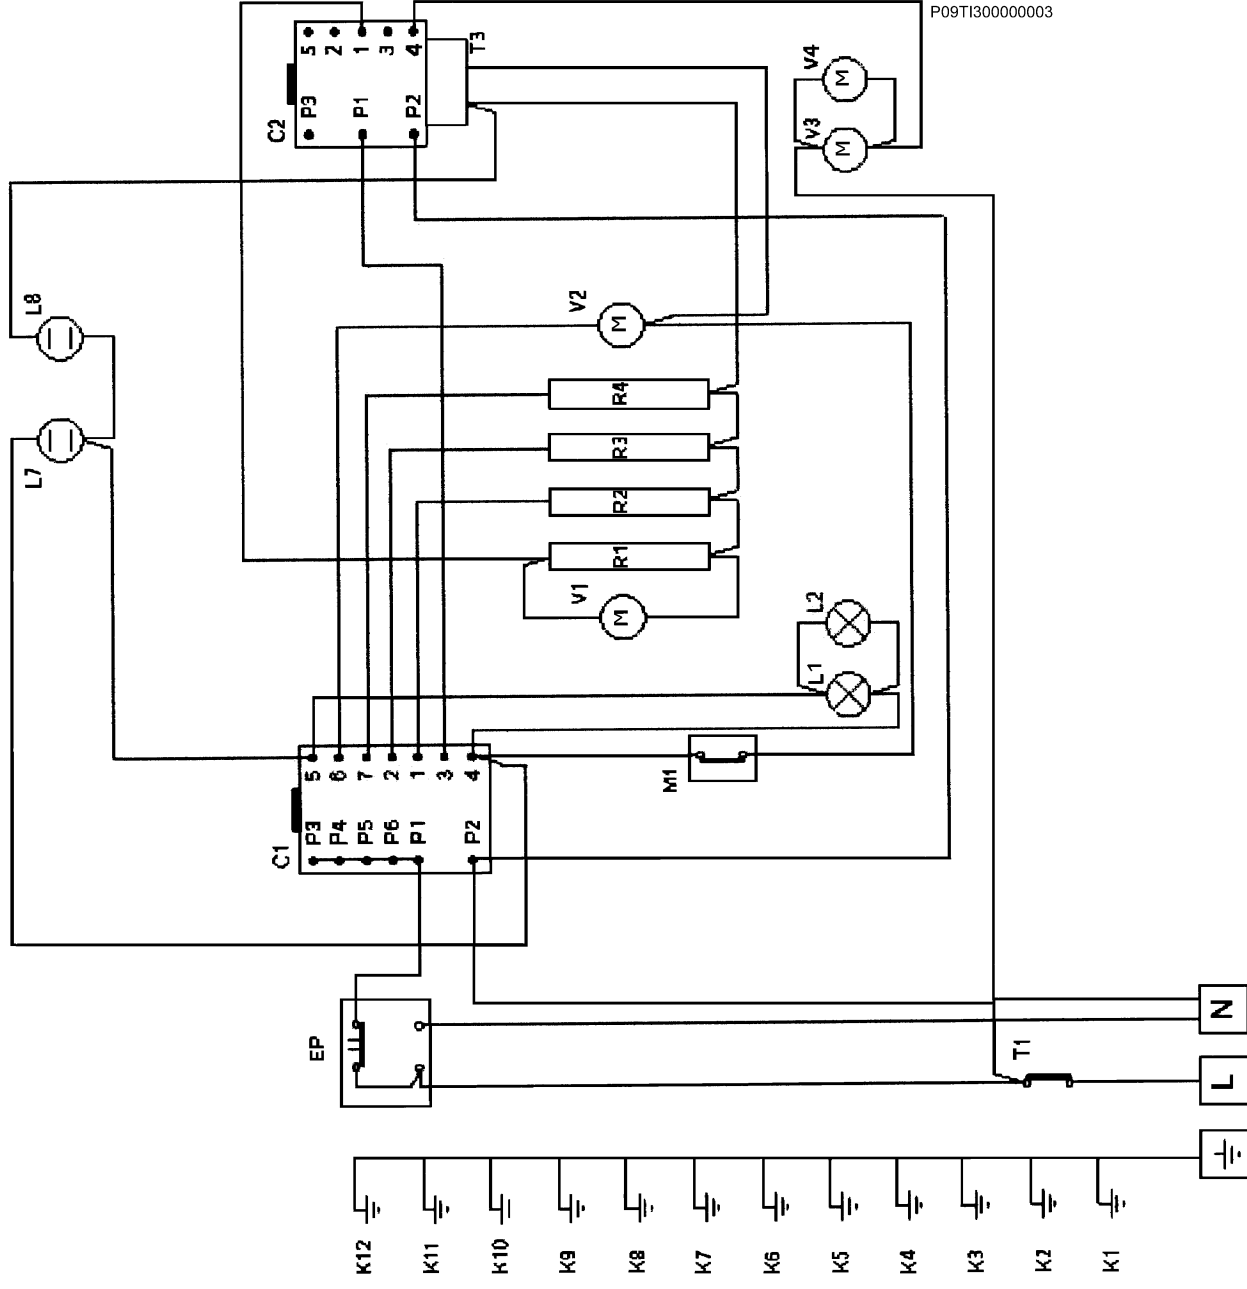 P09TI300000003
C2
5
2
1
3
4
P3
P1
P2
T3
V4
M
V3
M
L8
L7
V2
M
R4
R3
R2
R1
V1
M
L2
L1
C1
5
6
7
2
1
3
4
P3
P4
P5
P6
P1
P2
M1
EP
T1
N
L
K12
K11
K10
K9
K8
K7
K6
K5
K4
K3
K2
K1